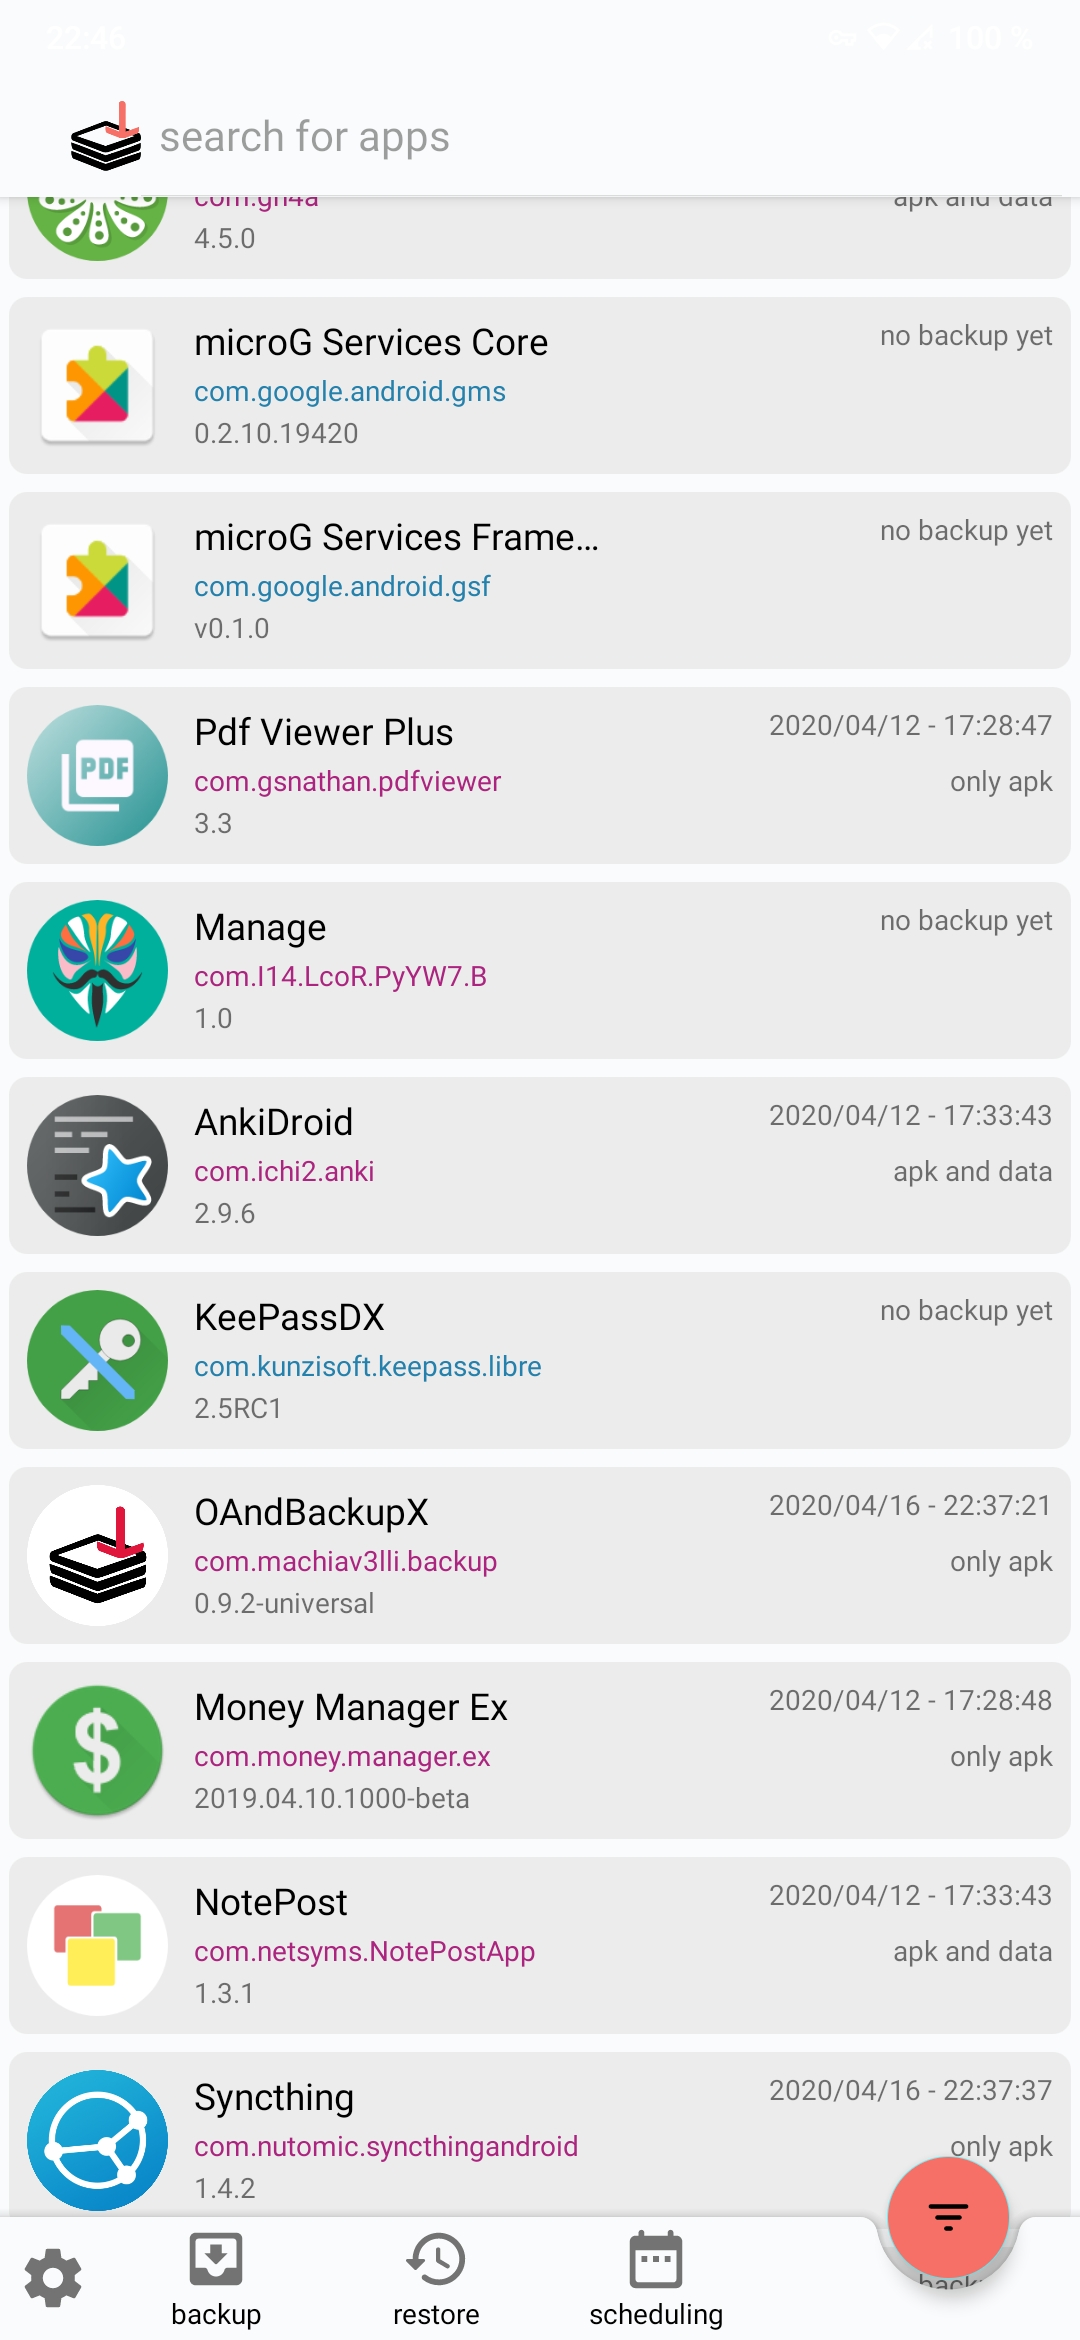 22:46
100 %
search for apps
com.gh4a
apk and data
4.5.0
microG Services Core
no backup yet
com.google.android.gms
0.2.10.19420
microG Services Frame...
no backup yet
com.google.android.gsf
v0.1.0
Pdf Viewer Plus
2020/04/12 - 17:28:47
PDF
com.gsnathan.pdfviewer
only apk
3.3
Manage
no backup yet
com.I14.LcoR.PyYW7.B
1.0
AnkiDroid
2020/04/12 - 17:33:43
com.ichi2.anki
apk and data
2.9.6
KeePassDX
no backup yet
com.kunzisoft.keepass.libre
2.5RC1
OAndBackupX
2020/04/16 - 22:37:21
com.machiav3lli.backup
only apk
0.9.2-universal
Money Manager Ex
2020/04/12 - 17:28:48
$
com.money.manager.ex
only apk
2019.04.10.1000-beta
NotePost
2020/04/12 - 17:33:43
com.netsyms.NotePostApp
apk and data
1.3.1
Syncthing
2020/04/16 - 22:37:37
com.nutomic.syncthingandroid
only apk
1.4.2
backup
restore
scheduling